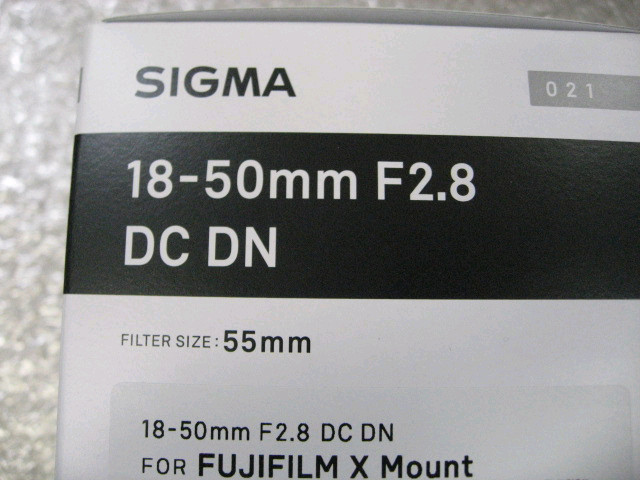 SIGMA
021
18-50mm F2.8
DC DN
FILTER SIZE: 55mm
18-50mm F2.8 DC DN
FOR FUJIFILM X Mount